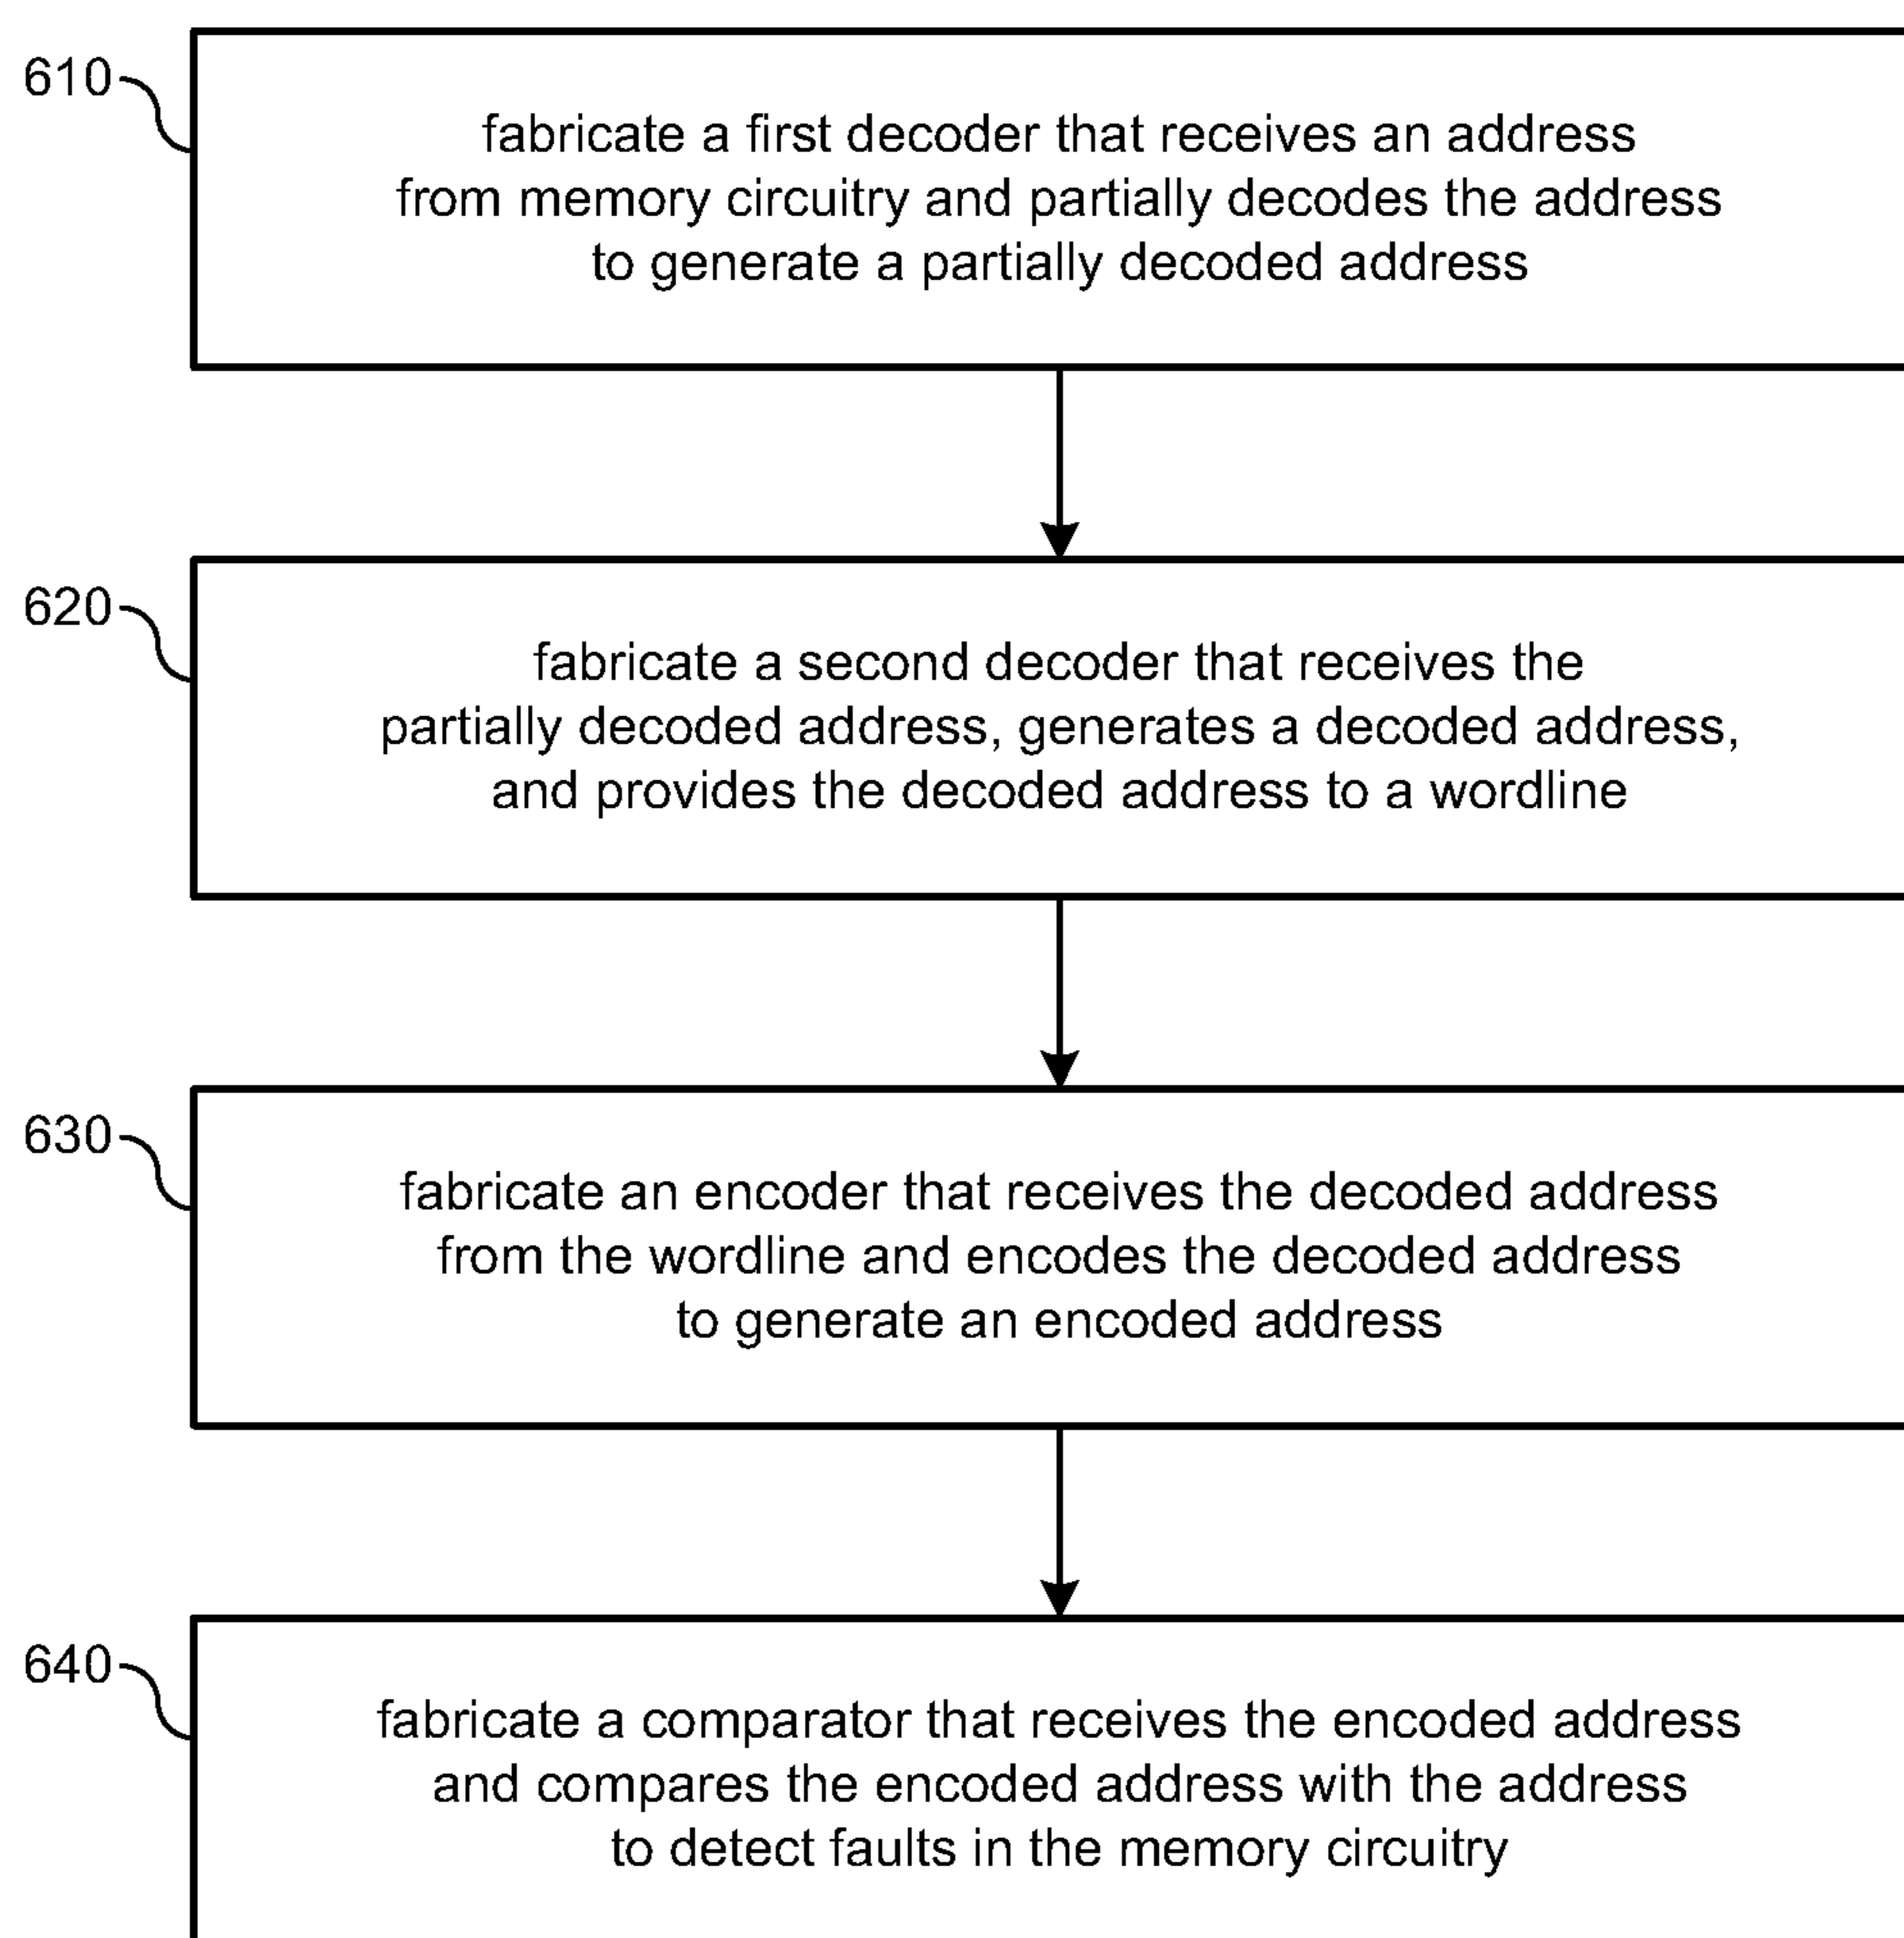 610
fabricate a first decoder that receives an address
from memory circuitry and partially decodes the address
to generate a partially decoded address
620
fabricate a second decoder that receives the
partially decoded address, generates a decoded address,
and provides the decoded address to a wordline
630
fabricate an encoder that receives the decoded address
from the wordline and encodes the decoded address
to generate an encoded address
640
fabricate a comparator that receives the encoded address
and compares the encoded address with the address
to detect faults in the memory circuitry